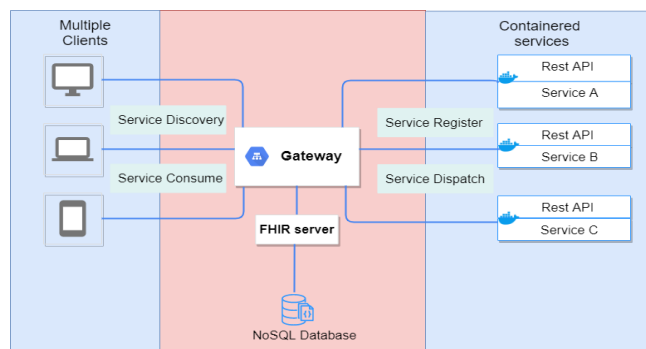 Multiple
Clients
Containered
services
Rest API
Service A
Service Discovery
Service Register
Gateway
Rest API
Service B
Service Consume
Service Dispatch
Rest API
Service C
FHIR server
NoSQL Database